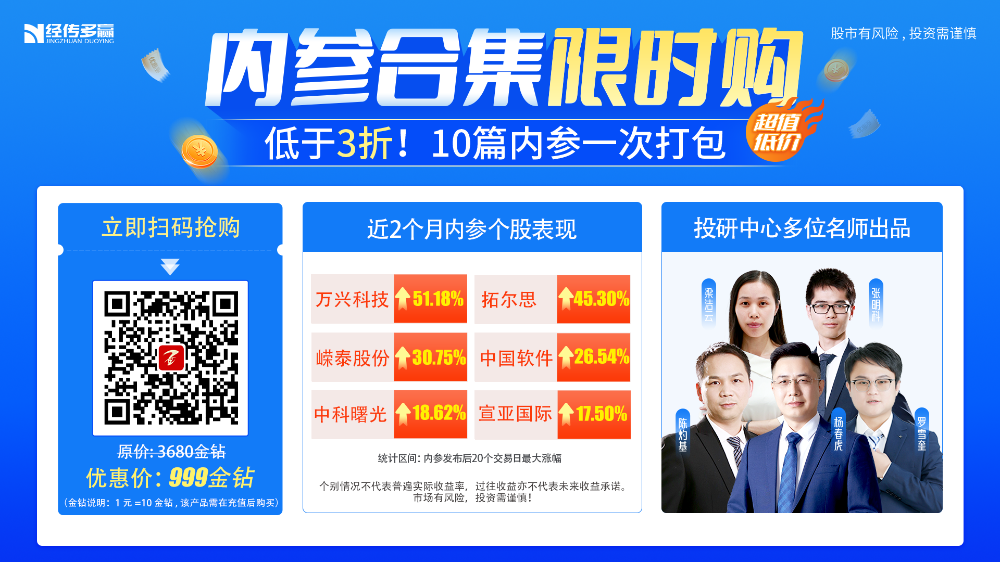 经传多赢
JINGZHUAN DUOYING
股市有风险，投资需谨慎
内参合集限时购
低于3折！10篇内参一次打包
超值
低价
优惠券
立即扫码抢购
原价: 3680金钻
优惠价：999金钻
（金钻说明：1 元 =10 金钻 , 该产品需在充值后购买）
近2个月内参个股表现
万兴科技 51.18%
拓尔思 45.30%
嵘泰股份 30.75%
中国软件 26.54%
中科曙光 18.62%
宣亚国际 17.50%
统计区间：内参发布后20个交易日最大涨幅
个别情况不代表普遍实际收益率，过往收益亦不代表未来收益承诺。
市场有风险，投资需谨慎！
投研中心多位名师出品
梁洁云
张明科
陈灼基
杨春虎
罗雪奎